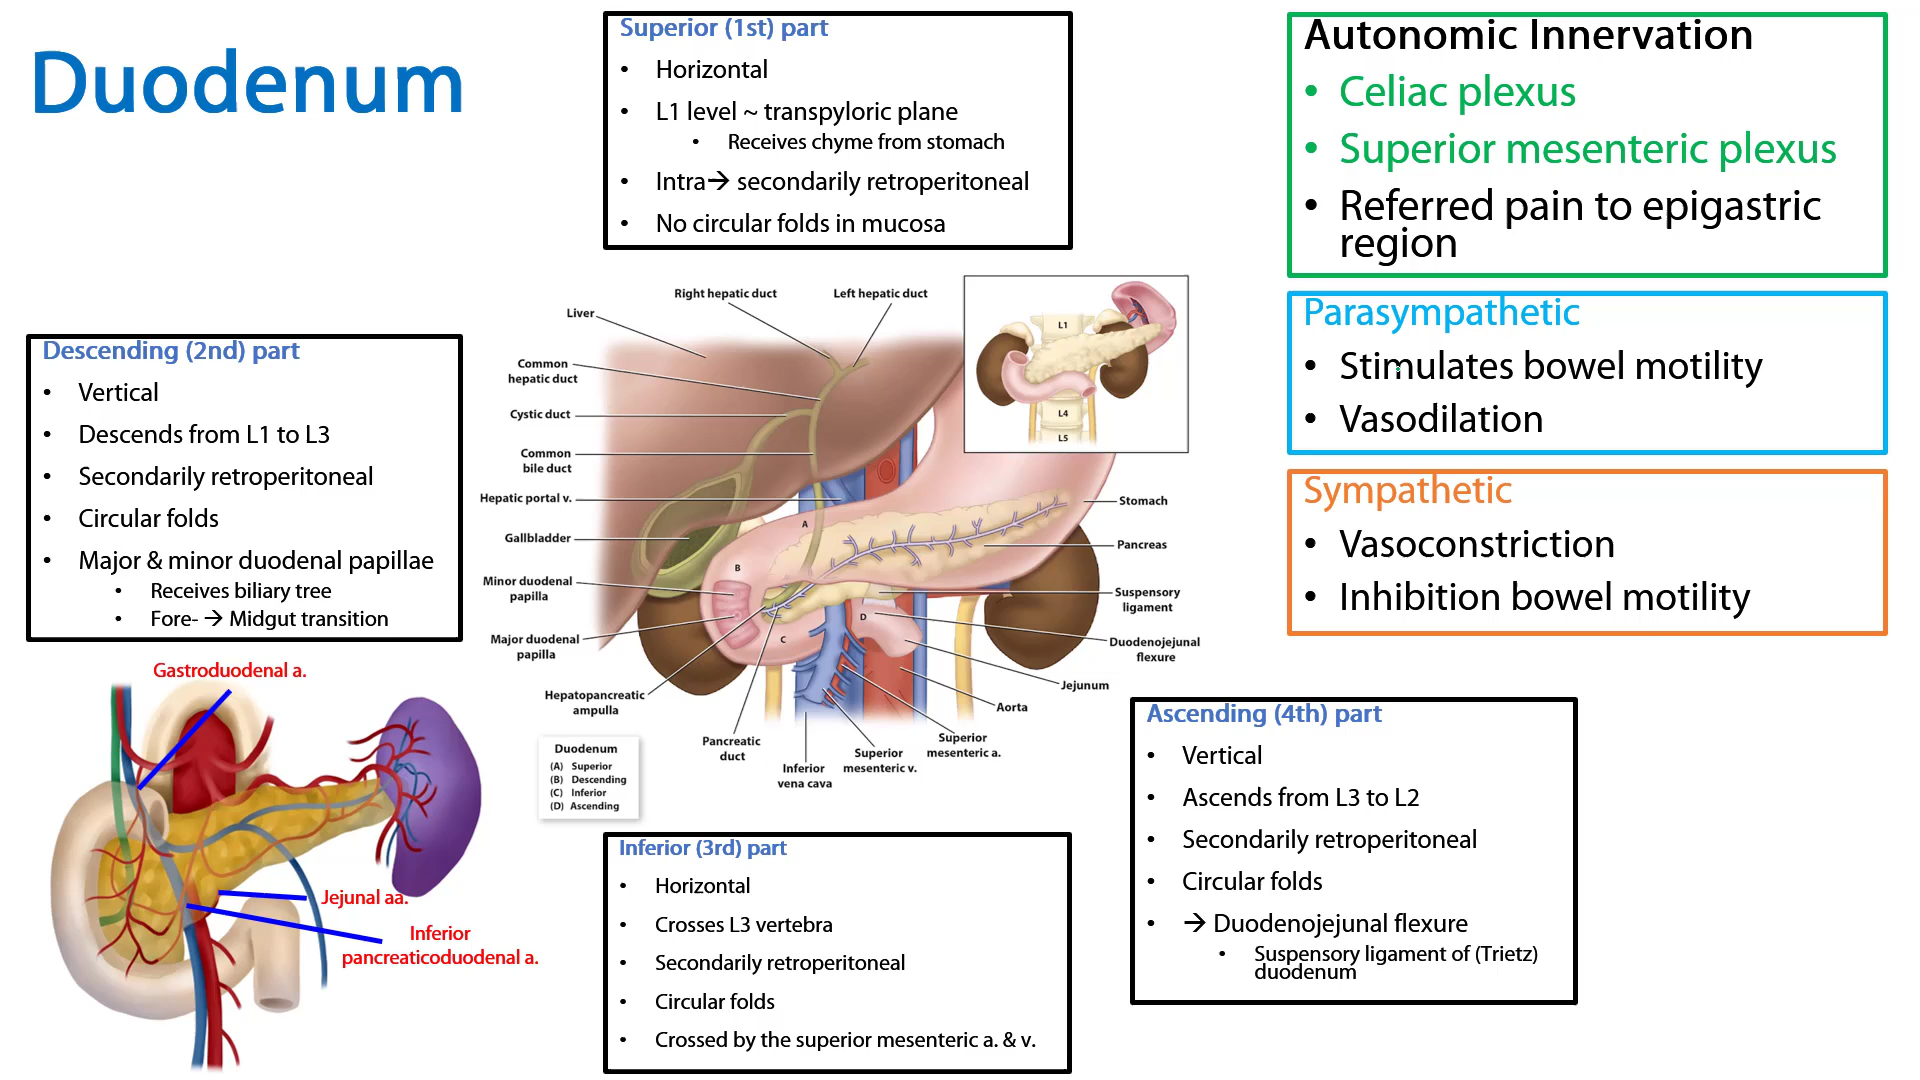 Duodenum
Superior (1st) part
• Horizontal
• L1 level ~ transpyloric plane
• Receives chyme from stomach
• Intra→ secondarily retroperitoneal
• No circular folds in mucosa
Autonomic Innervation
• Celiac plexus
• Superior mesenteric plexus
• Referred pain to epigastric
region
Parasympathetic
• Stimulates bowel motility
• Vasodilation
Sympathetic
• Vasoconstriction
• Inhibition bowel motility
Descending (2nd) part
• Vertical
• Descends from L1 to L3
• Secondarily retroperitoneal
• Circular folds
• Major & minor duodenal papillae
• Receives biliary tree
• Fore- → Midgut transition
Right hepatic duct
Left hepatic duct
Liver
Common
hepatic duct
Cystic duct
Common
bile duct
Hepatic portal v.
Gallbladder
Minor duodenal
papilla
Major duodenal
papilla
Hepatopancreatic
ampulla
Pancreatic
duct
Inferior
vena cava
Superior
mesenteric v.
Superior
mesenteric a.
Aorta
Jejunum
Duodenojejunal
flexure
Suspensory
ligament
Pancreas
Stomach
L1
L4
L5
A
B
C
D
Duodenum
(A) Superior
(B) Descending
(C) Inferior
(D) Ascending
Gastroduodenal a.
Jejunal aa.
Inferior
pancreaticoduodenal a.
Inferior (3rd) part
• Horizontal
• Crosses L3 vertebra
• Secondarily retroperitoneal
• Circular folds
• Crossed by the superior mesenteric a. & v.
Ascending (4th) part
• Vertical
• Ascends from L3 to L2
• Secondarily retroperitoneal
• Circular folds
• → Duodenojejunal flexure
• Suspensory ligament of (Trietz)
duodenum